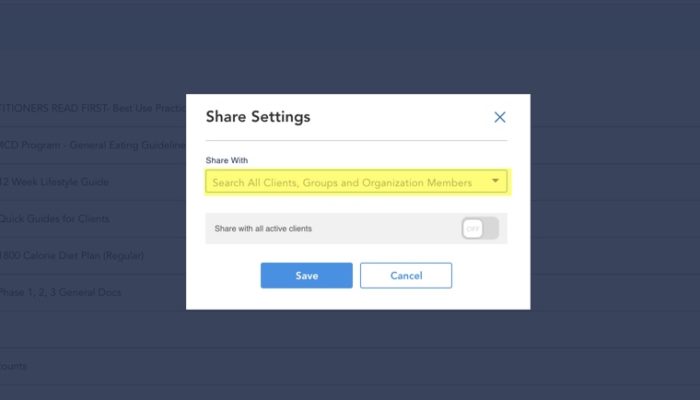 TITIONERS READ FIRST- Best Use Practic
MCD Program - General Eating Guideline
12 Week Lifestyle Guide
Quick Guides for Clients
1800 Calorie Diet Plan (Regular)
Phase 1, 2, 3 General Docs
ounts
Share Settings
Share With
Search All Clients, Groups and Organization Members
Share with all active clients
OFF
Save
Cancel